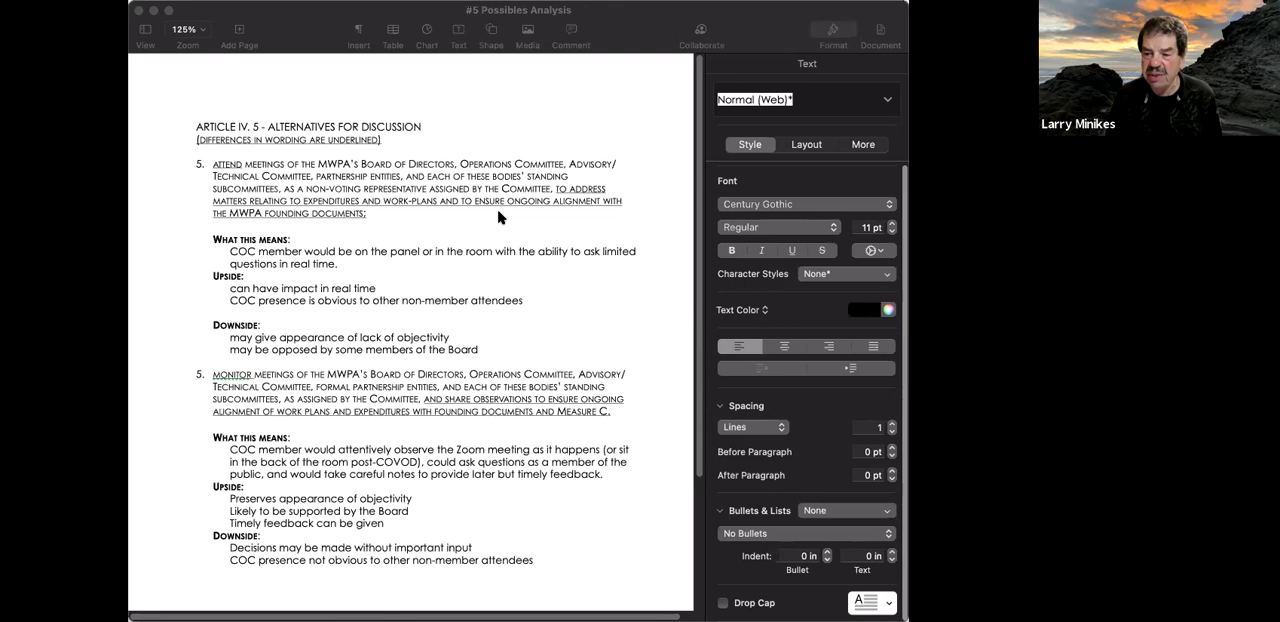 #5 Possibles Analysis
125%
View Zoom Add Page Insert Table Chart Text Shape Media Comment Collaborate Format Document
Text
Normal (Web)*
ARTICLE IV. 5 - ALTERNATIVES FOR DISCUSSION
(DIFFERENCES IN WORDING ARE UNDERLINED)
5. ATTEND MEETINGS OF THE MWPA'S BOARD OF DIRECTORS, OPERATIONS COMMITTEE, ADVISORY/
TECHNICAL COMMITTEE, PARTNERSHIP ENTITIES, AND EACH OF THESE BODIES' STANDING
SUBCOMMITTEES, AS A NON-VOTING REPRESENTATIVE ASSIGNED BY THE COMMITTEE, TO ADDRESS
MATTERS RELATING TO EXPENDITURES AND WORK-PLANS AND TO ENSURE ONGOING ALIGNMENT WITH
THE MWPA FOUNDING DOCUMENTS;
WHAT THIS MEANS:
COC member would be on the panel or in the room with the ability to ask limited
questions in real time.
UPSIDE:
can have impact in real time
COC presence is obvious to other non-member attendees
DOWNSIDE:
may give appearance of lack of objectivity
may be opposed by some members of the Board
5. MONITOR MEETINGS OF THE MWPA'S BOARD OF DIRECTORS, OPERATIONS COMMITTEE, ADVISORY/
TECHNICAL COMMITTEE, FORMAL PARTNERSHIP ENTITIES, AND EACH OF THESE BODIES' STANDING
SUBCOMMITTEES, AS ASSIGNED BY THE COMMITTEE, AND SHARE OBSERVATIONS TO ENSURE ONGOING
ALIGNMENT OF WORK PLANS AND EXPENDITURES WITH FOUNDING DOCUMENTS AND MEASURE C.
WHAT THIS MEANS:
COC member would attentively observe the Zoom meeting as it happens (or sit
in the back of the room post-COVOD), could ask questions as a member of the
public, and would take careful notes to provide later but timely feedback.
UPSIDE:
Preserves appearance of objectivity
Likely to be supported by the Board
Timely feedback can be given
DOWNSIDE:
Decisions may be made without important input
COC presence not obvious to other non-member attendees
Style Layout More
Font
Century Gothic
Regular 11 pt
B I U S
Character Styles None*
Text Color
Spacing
Lines 1
Before Paragraph 0 pt
After Paragraph 0 pt
Bullets & Lists None
No Bullets
Indent: 0 in 0 in
Bullet Text
Drop Cap
A
Larry Minikes